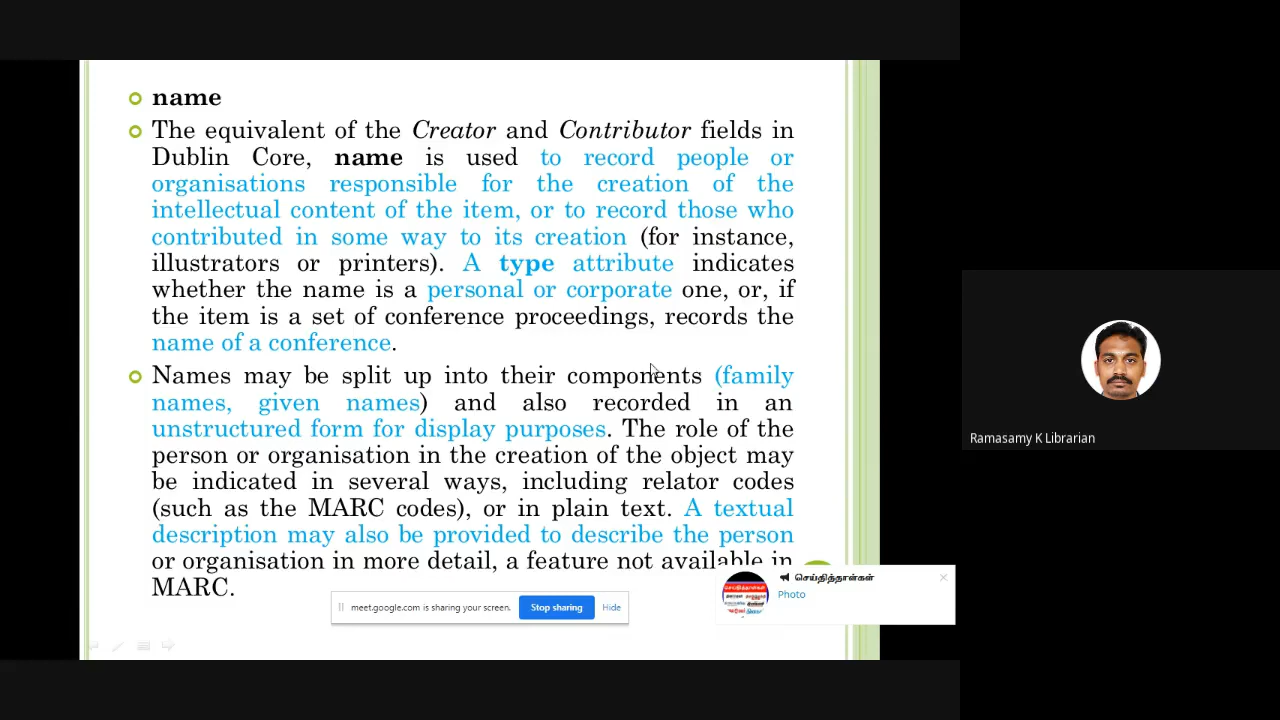 name
The equivalent of the Creator and Contributor fields in
Dublin Core, name is used to record people or
organisations responsible for the creation of the
intellectual content of the item, or to record those who
contributed in some way to its creation (for instance,
illustrators or printers). A type attribute indicates
whether the name is a personal or corporate one, or, if
the item is a set of conference proceedings, records the
name of a conference.
Names may be split up into their components (family
names, given names) and also recorded in an
unstructured form for display purposes. The role of the
person or organisation in the creation of the object may
be indicated in several ways, including relator codes
(such as the MARC codes), or in plain text. A textual
description may also be provided to describe the person
or organisation in more detail, a feature not available in
MARC.
meet.google.com is sharing your screen.
Stop sharing
Hide
செய்தித்தாள்கள்
Photo
Ramasamy K Librarian